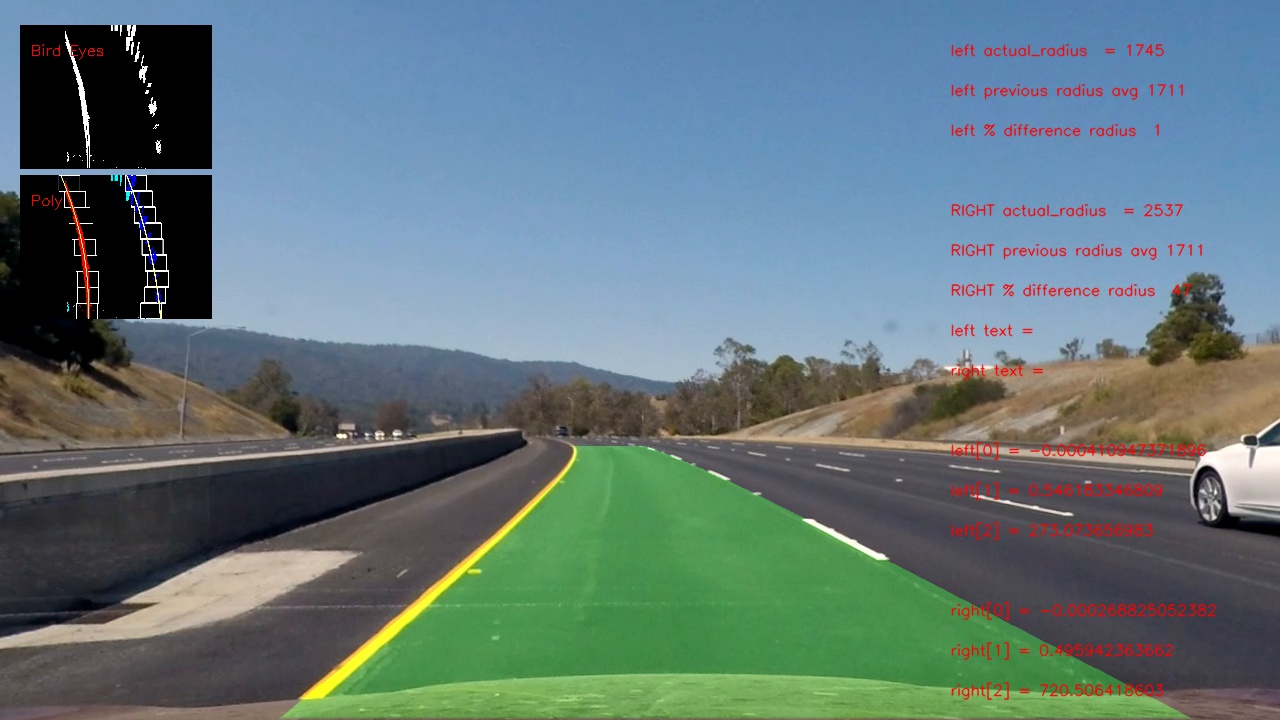 Bird Eyes
Poly
left actual_radius = 1745
left previous radius avg 1711
left % difference radius 1
RIGHT actual_radius = 2537
RIGHT previous radius avg 1711
RIGHT % difference radius 47
left text =
right text =
left[0] = -0.000410947371896
left[1] = 0.546183346809
left[2] = 273.073656983
right[0] = -0.000268825052382
right[1] = 0.495942363662
right[2] = 720.506418603